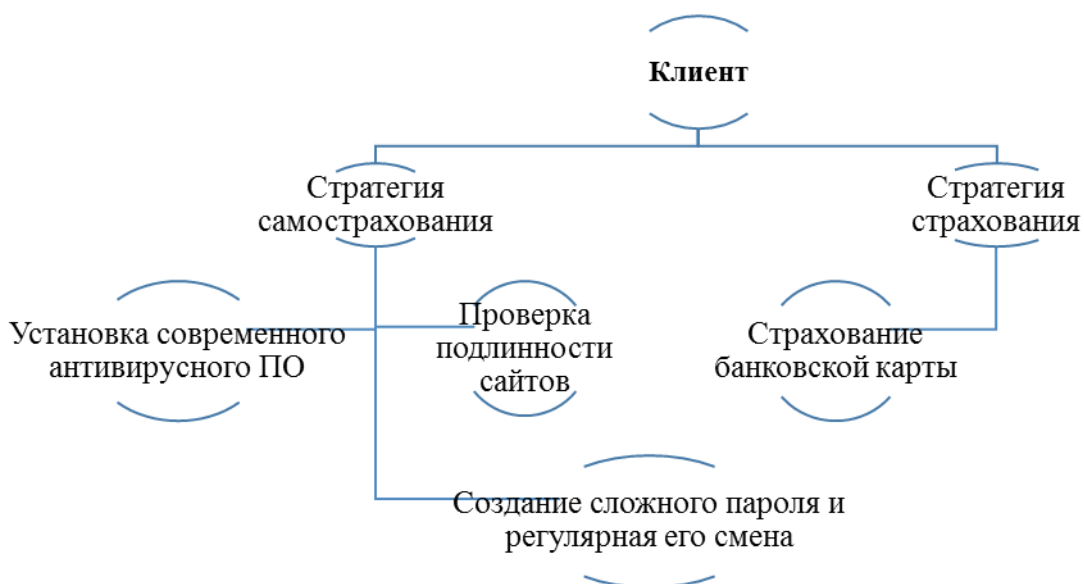 Клиент
Стратегия
самострахования
Стратегия
страхования
Установка современного
антивирусного ПО
Проверка
подлинности
сайтов
Страхование
банковской карты
Создание сложного пароля и
регулярная его смена